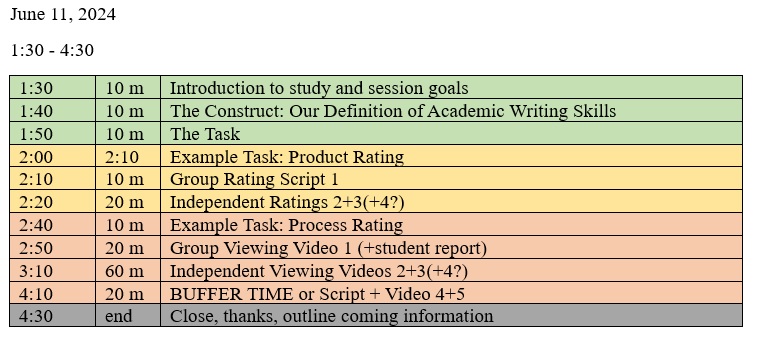 June 11, 2024
1:30 - 4:30
1:30 10 m Introduction to study and session goals
1:40 10 m The Construct: Our Definition of Academic Writing Skills
1:50 10 m The Task
2:00 2:10 Example Task: Product Rating
2:10 10 m Group Rating Script 1
2:20 20 m Independent Ratings 2+3(+4?)
2:40 10 m Example Task: Process Rating
2:50 20 m Group Viewing Video 1 (+student report)
3:10 60 m Independent Viewing Videos 2+3(+4?)
4:10 20 m BUFFER TIME or Script + Video 4+5
4:30 end Close, thanks, outline coming information